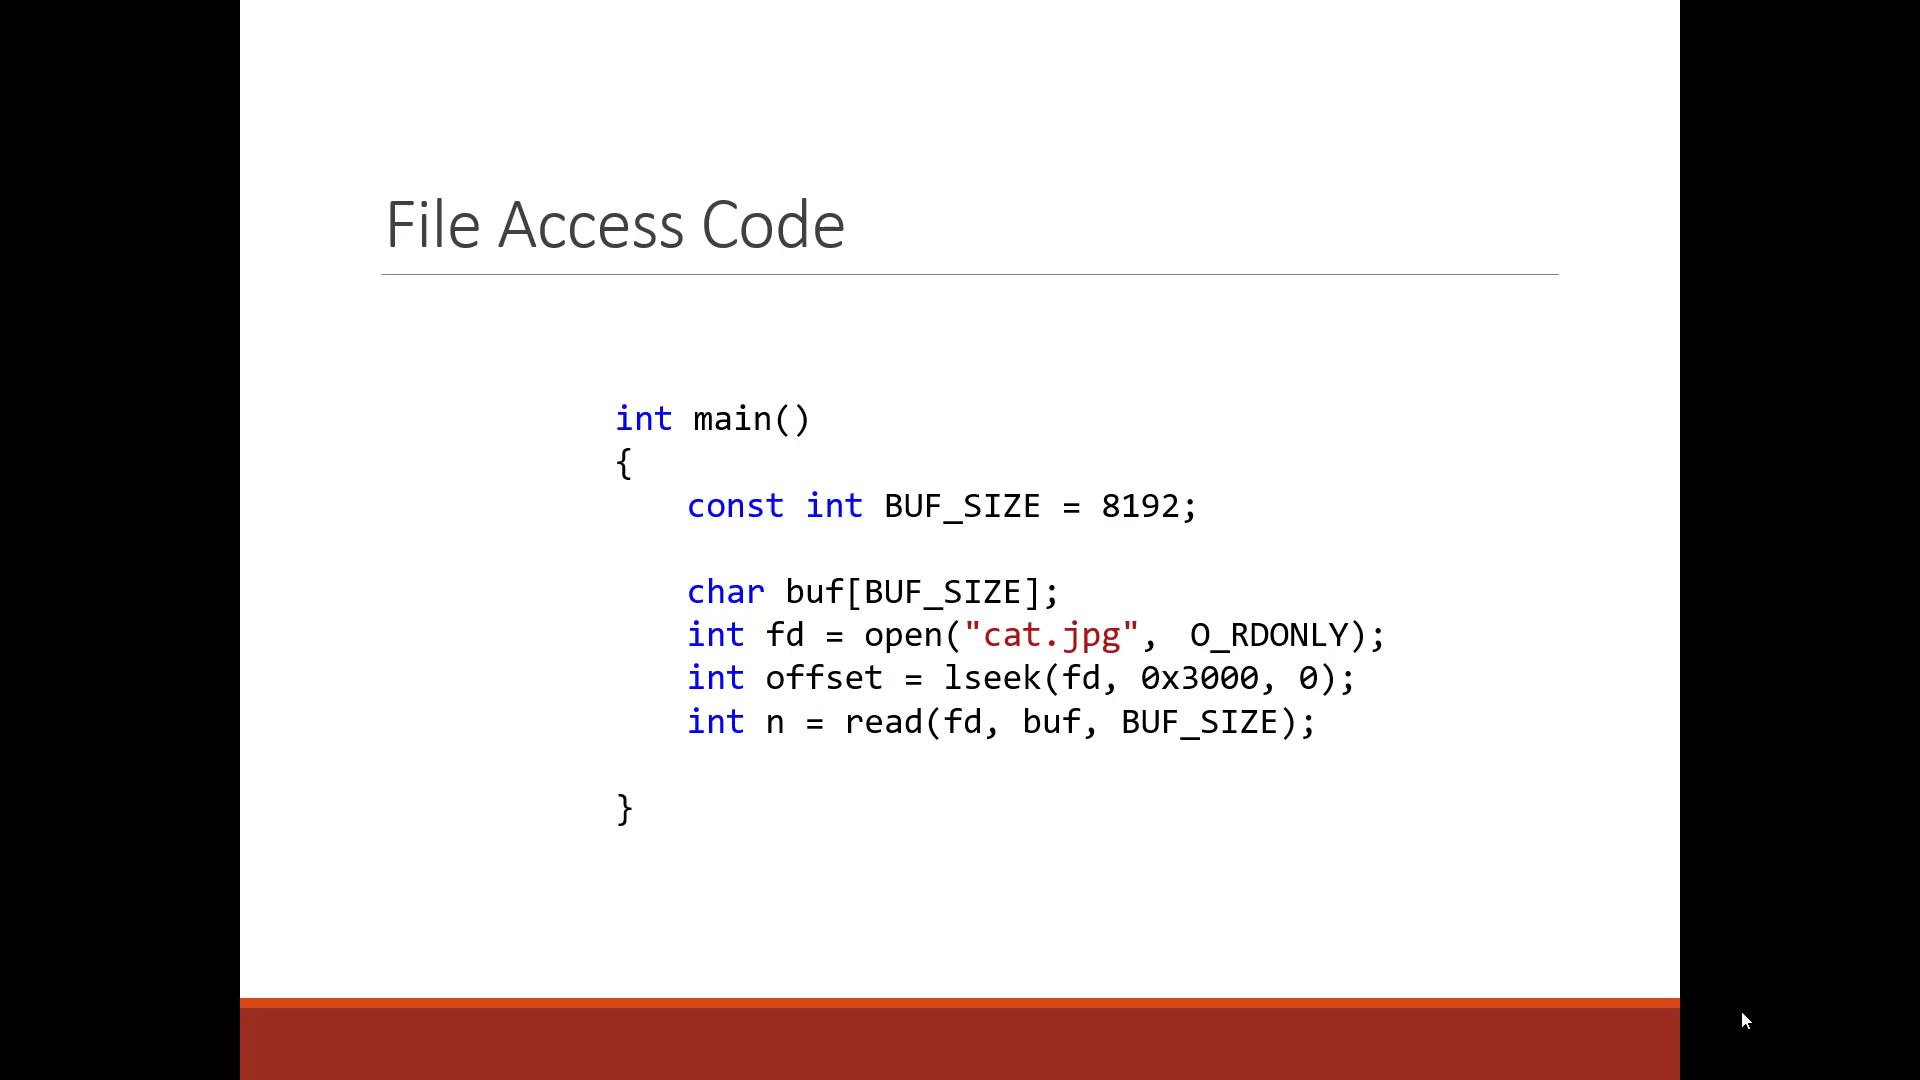 File Access Code
int main()
{
const int BUF_SIZE = 8192;
char buf[BUF_SIZE];
int fd = open("cat.jpg", O_RDONLY);
int offset = lseek(fd, 0x3000, 0);
int n = read(fd, buf, BUF_SIZE);
}